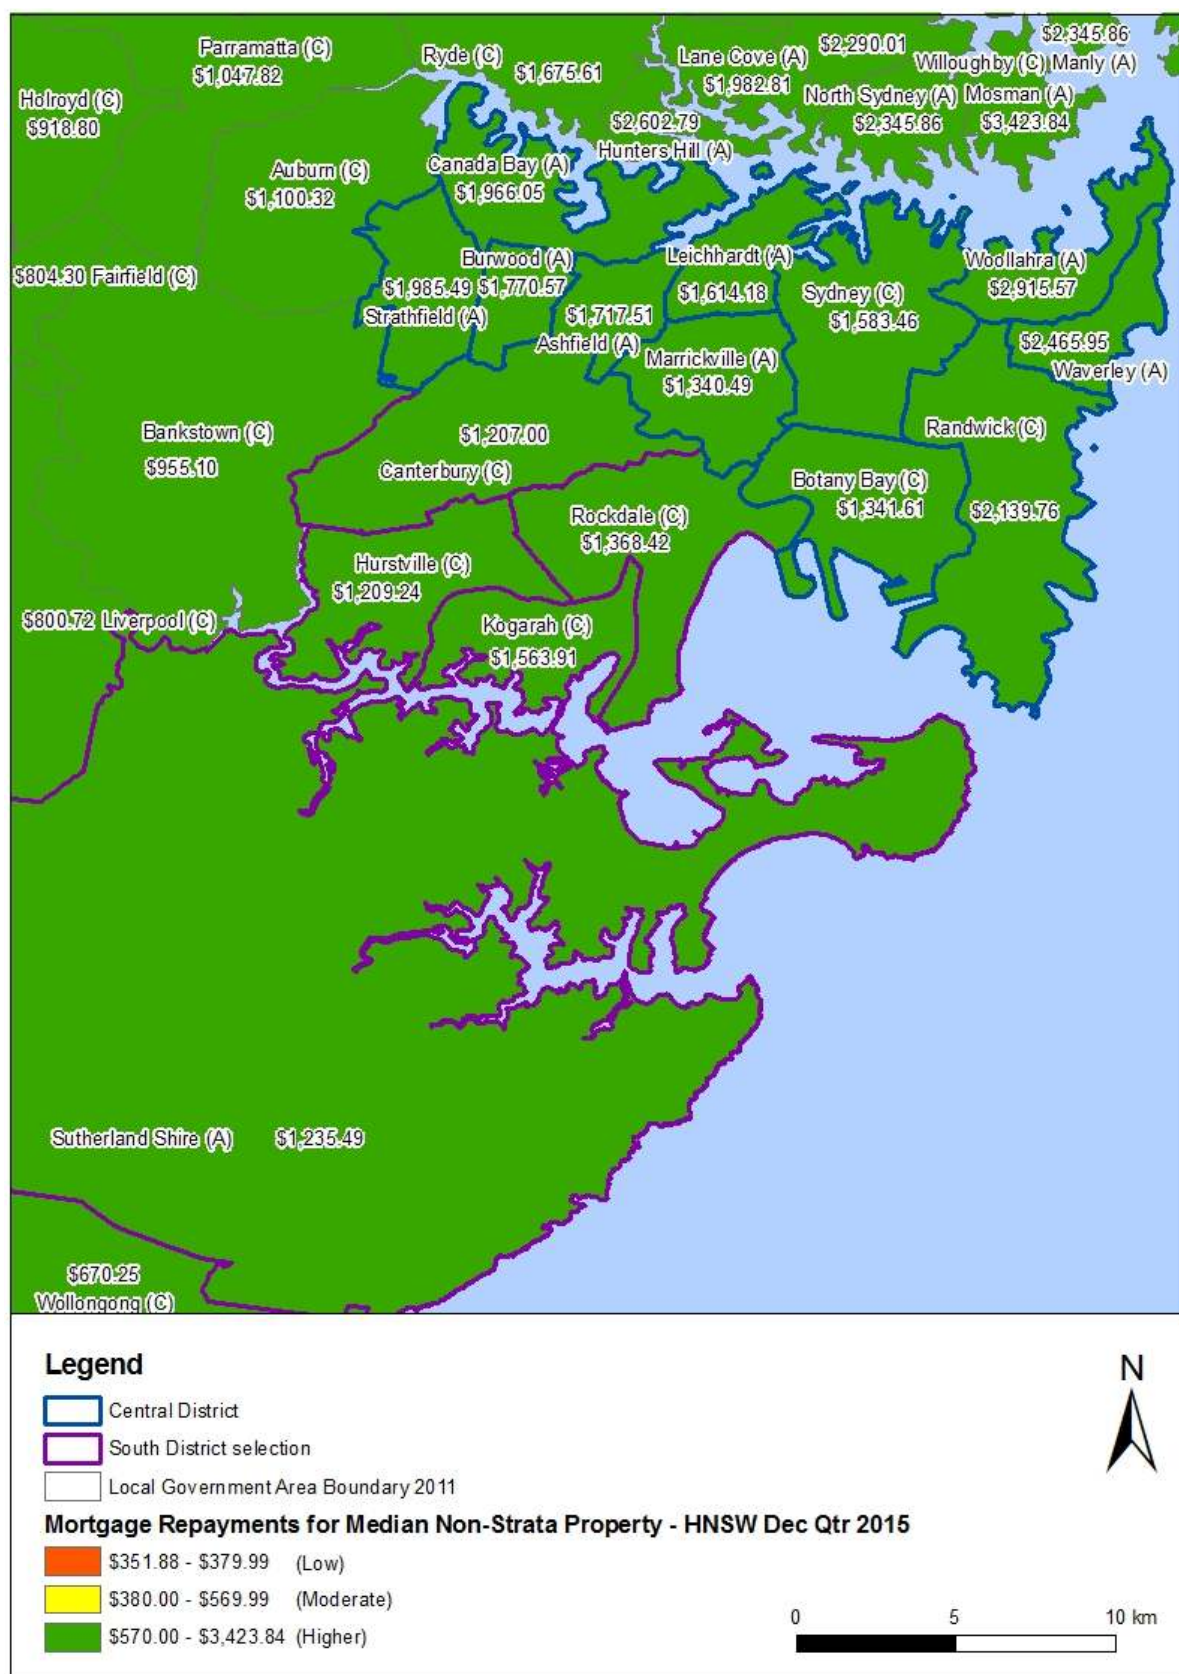 $2,345.86
Parramatta (C)
$1,047.82
Ryde (C)
$1,675.61
Lane Cove (A)
$1,982.81
$2,290.01
Willoughby (C)
Manly (A)
Holroyd (C)
$918.80
North Sydney (A)
$2,345.86
Mosman (A)
$3,423.84
$2,602.79
Hunters Hill (A)
Auburn (C)
$1,100.32
Canada Bay (A)
$1,966.05
$804.30 Fairfield (C)
Burwood (A)
$1,770.57
$1,985.49
Strathfield (A)
$1,717.51
Ashfield (A)
Leichhardt (A)
$1,614.18
Sydney (C)
$1,583.46
Woollahra (A)
$2,915.57
$2,465.95
Waverley (A)
Marrickville (A)
$1,340.49
Bankstown (C)
$955.10
$1,207.00
Canterbury (C)
Randwick (C)
$2,139.76
Botany Bay (C)
$1,341.61
Rockdale (C)
$1,368.42
Hurstville (C)
$1,209.24
$800.72 Liverpool (C)
Kogarah (C)
$1,563.91
Sutherland Shire (A) $1,235.49
$670.25
Wollongong (C)
Legend
Central District
South District selection
Local Government Area Boundary 2011
Mortgage Repayments for Median Non-Strata Property - HNSW Dec Qtr 2015
$351.88 - $379.99 (Low)
$380.00 - $569.99 (Moderate)
$570.00 - $3,423.84 (Higher)
N
0 5 10 km